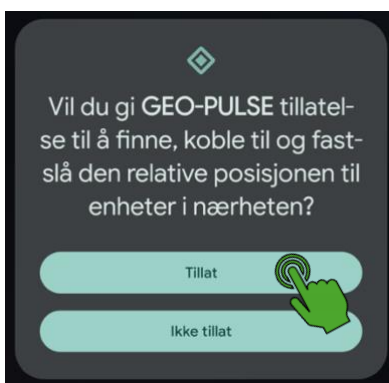 Vil du gi GEO-PULSE tillatel-
se til å finne, koble til og fast-
slå den relative posisjonen til
enheter i nærheten?
Tillat
Ikke tillat